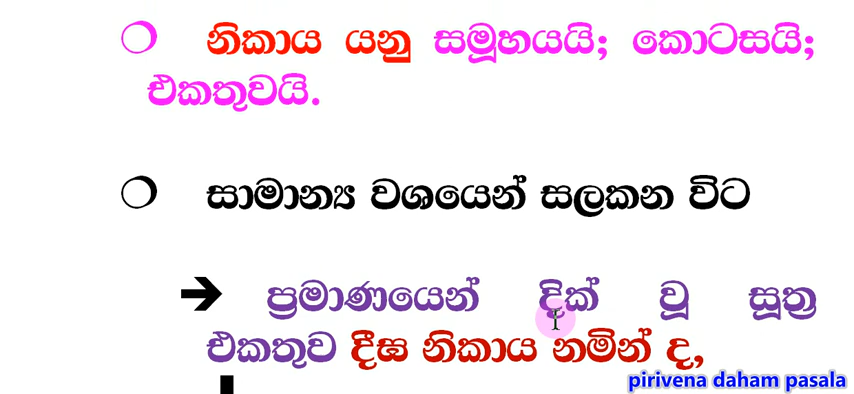 ❍ නිකාය යනු සමූහයයි; කොටසයි;
එකතුවයි.
❍ සාමාන්‍ය වශයෙන් සලකන විට
➔ ප්‍රමාණයෙන් දික් වූ සූත්‍ර
එකතුව දීඝ නිකාය නමින් ද,
pirivena daham pasala